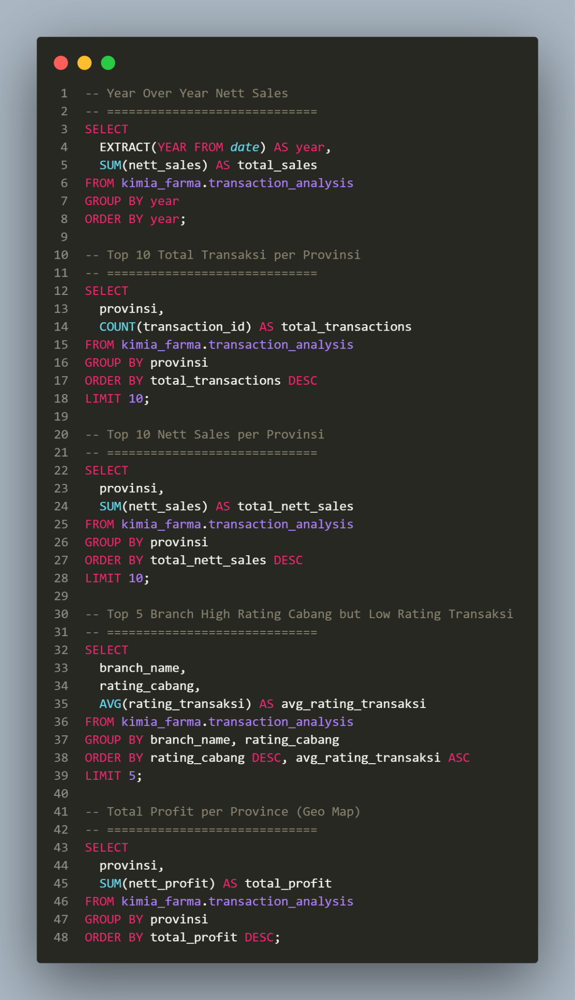 1 -- Year Over Year Nett Sales
2 -- =============================
3 SELECT
4   EXTRACT(YEAR FROM date) AS year,
5   SUM(nett_sales) AS total_sales
6 FROM kimia_farma.transaction_analysis
7 GROUP BY year
8 ORDER BY year;
9
10 -- Top 10 Total Transaksi per Provinsi
11 -- =============================
12 SELECT
13   provinsi,
14   COUNT(transaction_id) AS total_transactions
15 FROM kimia_farma.transaction_analysis
16 GROUP BY provinsi
17 ORDER BY total_transactions DESC
18 LIMIT 10;
19
20 -- Top 10 Nett Sales per Provinsi
21 -- =============================
22 SELECT
23   provinsi,
24   SUM(nett_sales) AS total_nett_sales
25 FROM kimia_farma.transaction_analysis
26 GROUP BY provinsi
27 ORDER BY total_nett_sales DESC
28 LIMIT 10;
29
30 -- Top 5 Branch High Rating Cabang but Low Rating Transaksi
31 -- =============================
32 SELECT
33   branch_name,
34   rating_cabang,
35   AVG(rating_transaksi) AS avg_rating_transaksi
36 FROM kimia_farma.transaction_analysis
37 GROUP BY branch_name, rating_cabang
38 ORDER BY rating_cabang DESC, avg_rating_transaksi ASC
39 LIMIT 5;
40
41 -- Total Profit per Province (Geo Map)
42 -- =============================
43 SELECT
44   provinsi,
45   SUM(nett_profit) AS total_profit
46 FROM kimia_farma.transaction_analysis
47 GROUP BY provinsi
48 ORDER BY total_profit DESC;